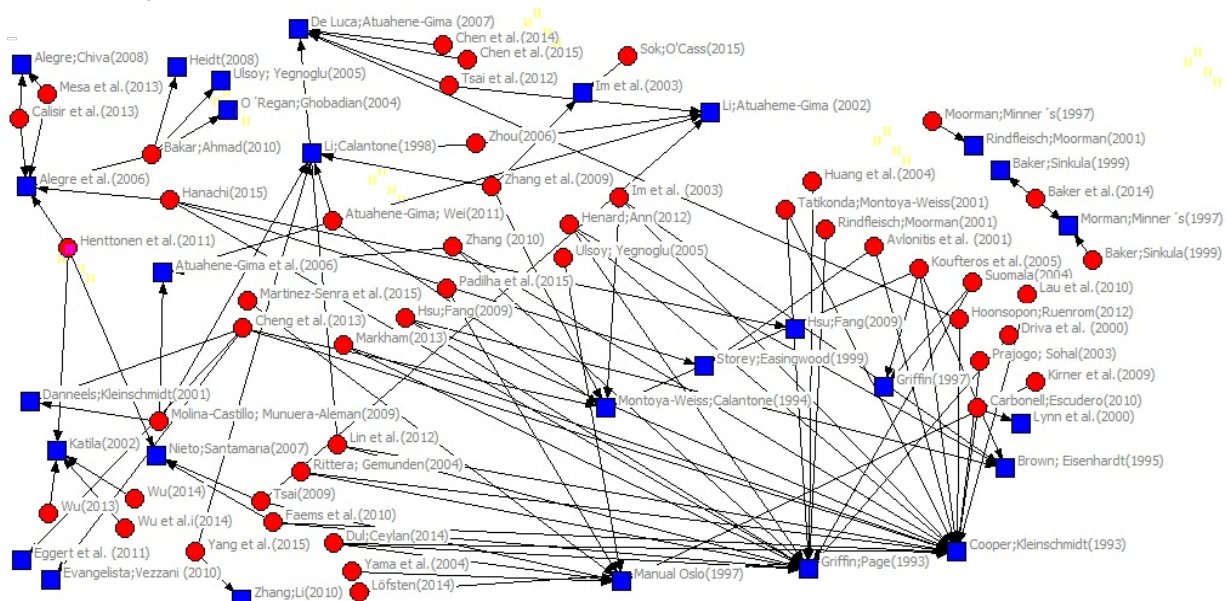 De Luca;Atuahene-Gima (2007)
Chen et al.(2014)
Chen et al.(2015)
Sok;O'Cass(2015)
Alegre;Chiva(2008)
Heidt(2008)
Ulsoy; Yegnoglu(2005)
Mesa et al.(2013)
Tsai et al.(2012)
Im et al.(2003)
O´Regan;Ghobadian(2004)
Li;Atuaheme-Gima (2002)
Calisir et al.(2013)
Moorman;Minner´s(1997)
Rindfleisch;Moorman(2001)
Zhou(2006)
Li;Calantone(1998)
Bakar;Ahmad(2010)
Baker;Sinkula(1999)
Huang et al.(2004)
Alegre et al.(2006)
Zhang et al.(2009)
Im et al.(2003)
Baker et al.(2014)
Hanachi(2015)
Tatikonda;Montoya-Weiss(2001)
Atuahene-Gima; Wei(2011)
Henard;Ann(2012)
Rindfleisch;Moorman(2001)
Morman;Minner´s(1997)
Henttonen et al.(2011)
Zhang (2010)
Ulsoy; Yegnoglu(2005)
Avlonitis et al. (2001)
Baker;Sinkula(1999)
Koufteros et al.(2005)
Atuahene-Gima et al.(2006)
Suomala(2004)
Padilha et al.(2015)
Lau et al.(2010)
Martinez-Senra et al.(2015)
Hsu;Fang(2009)
Hoonsopon;Ruenrom(2012)
Cheng et al.(2013)
Hsu;Fang(2009)
Driva et al.(2000)
Markham(2013)
Storey;Easingwood(1999)
Prajogo; Sohal(2003)
Griffin(1997)
Kirner et al.(2009)
Danneels;Kleinschmidt(2001)
Montoya-Weiss;Calantone(1994)
Carbonell;Escudero(2010)
Molina-Castillo; Munuera-Aleman(2009)
Lynn et al.(2000)
Katila(2002)
Nieto;Santamaria(2007)
Lin et al.(2012)
Brown; Eisenhardt(1995)
Rittera; Gemunden(2004)
Wu(2014)
Tsai(2009)
Wu(2013)
Faems et al.(2010)
Wu et al.i(2014)
Dul;Ceylan(2014)
Cooper;Kleinschmidt(1993)
Yang et al.(2015)
Eggert et al. (2011)
Griffin;Page(1993)
Evangelista;Vezzani(2010)
Yama et al.(2004)
Manual Oslo(1997)
Löfsten(2014)
Zhang;Li(2010)